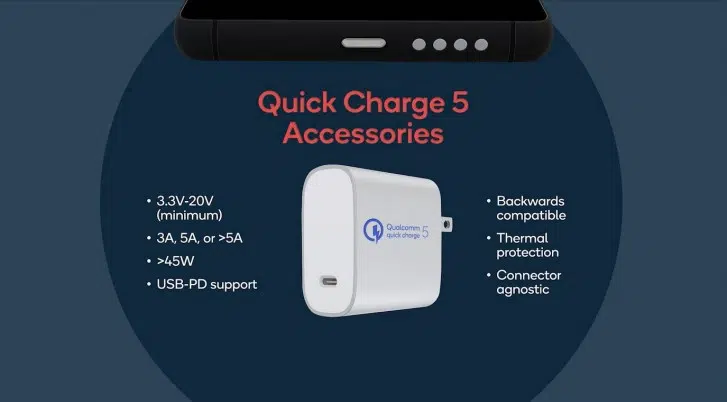 Quick Charge 5
Accessories
• 3.3V-20V
(minimum)
• 3A, 5A, or >5A
• >45W
• USB-PD support
Qualcomm
quick charge 5
• Backwards
compatible
• Thermal
protection
• Connector
agnostic